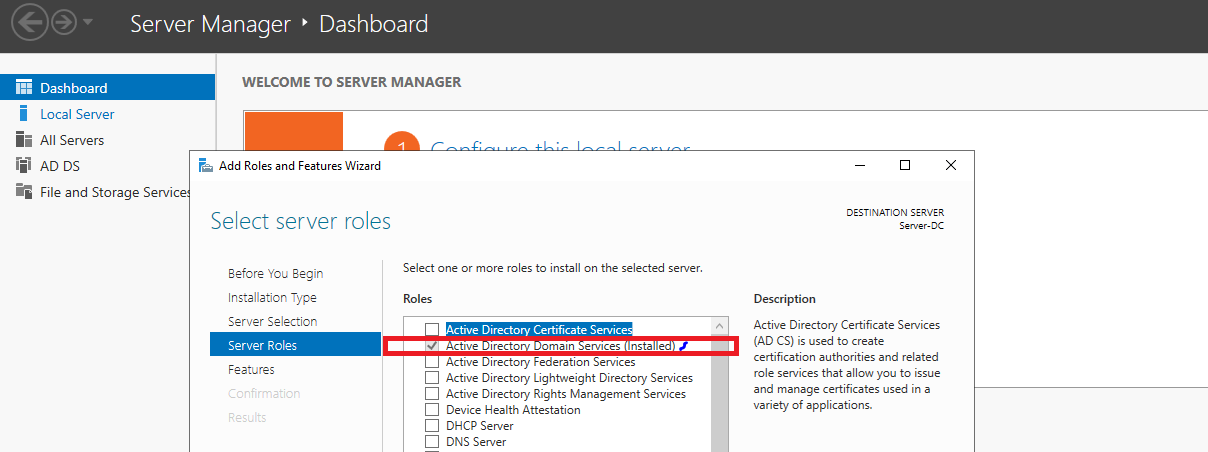 Server Manager ‣ Dashboard
Dashboard
Local Server
All Servers
AD DS
File and Storage Services
WELCOME TO SERVER MANAGER
1 Configure this local server
Add Roles and Features Wizard
Select server roles
DESTINATION SERVER
Server-DC
Before You Begin
Installation Type
Server Selection
Server Roles
Features
Confirmation
Results
Select one or more roles to install on the selected server.
Roles
Active Directory Certificate Services
Active Directory Domain Services (Installed)
Active Directory Federation Services
Active Directory Lightweight Directory Services
Active Directory Rights Management Services
Device Health Attestation
DHCP Server
DNS Server
Description
Active Directory Certificate Services
(AD CS) is used to create
certification authorities and related
role services that allow you to issue
and manage certificates used in a
variety of applications.